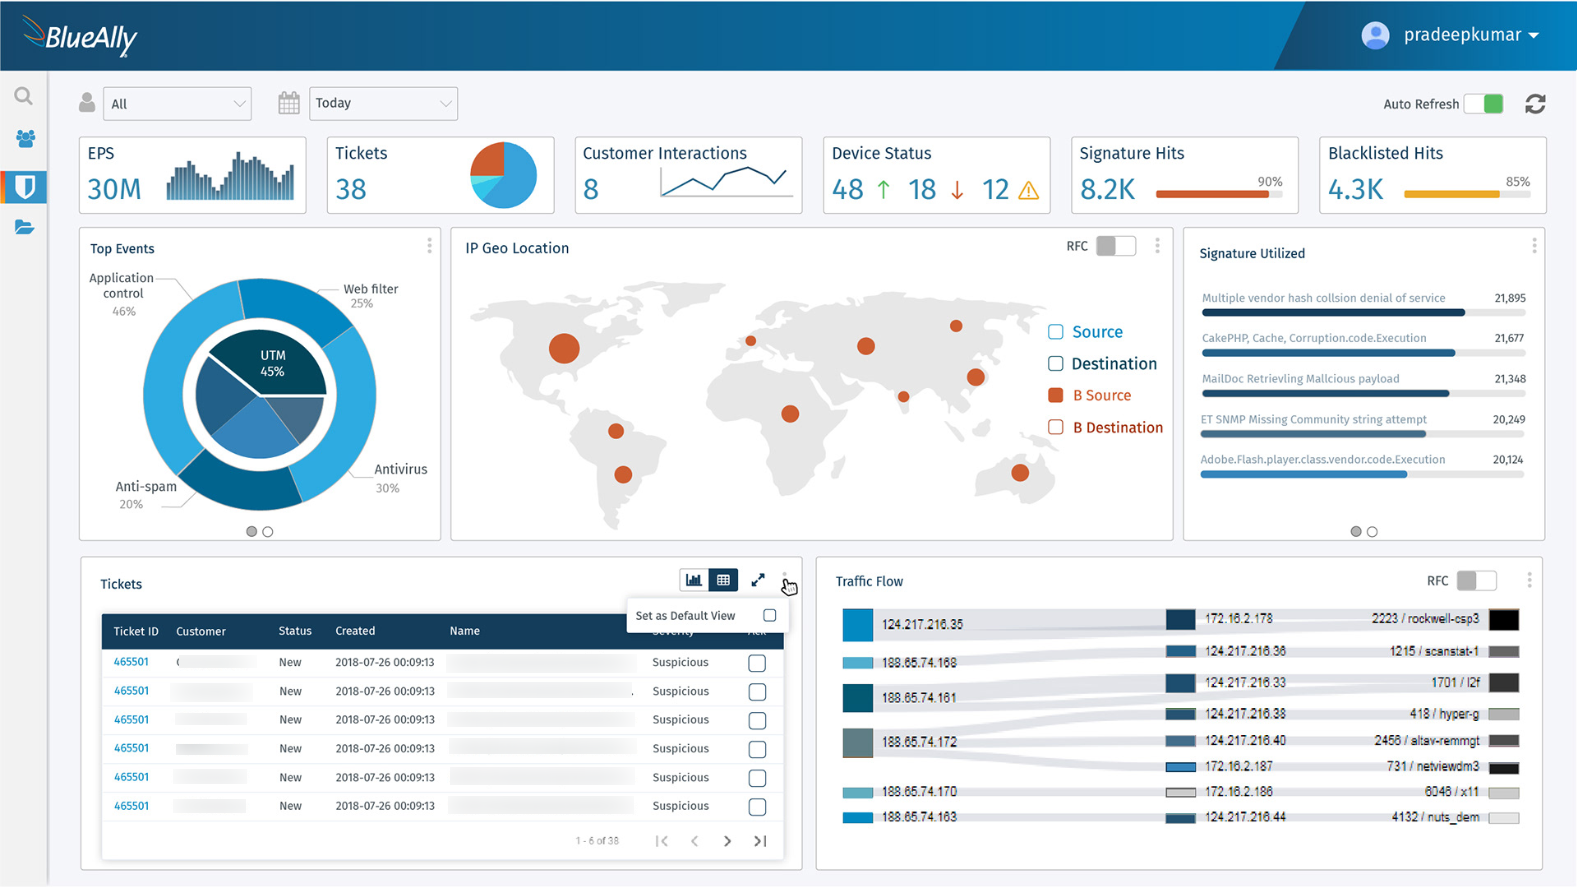 BlueAlly
pradeepkumar
All
Today
Auto Refresh
EPS
30M
Tickets
38
Customer Interactions
8
Device Status
48 18 12
Signature Hits
8.2K
90%
Blacklisted Hits
4.3K
85%
Top Events
Application
control
46%
Web filter
25%
UTM
45%
Antivirus
30%
Anti-spam
20%
IP Geo Location
RFC
Source
Destination
B Source
B Destination
Signature Utilized
Multiple vendor hash collsion denial of service 21,895
CakePHP, Cache, Corruption.code.Execution 21,677
MailDoc Retrievling Mallcious payload 21,348
ET SNMP Missing Community string attempt 20,249
Adobe.Flash.player.class.vendor.code.Execution 20,124
Tickets
Set as Default View
Ticket ID Customer Status Created Name Severity Ack
465501 New 2018-07-26 00:09:13 Suspicious
465501 New 2018-07-26 00:09:13 Suspicious
465501 New 2018-07-26 00:09:13 Suspicious
465501 New 2018-07-26 00:09:13 Suspicious
465501 New 2018-07-26 00:09:13 Suspicious
465501 New 2018-07-26 00:09:13 Suspicious
1 - 6 of 38
Traffic Flow
RFC
124.217.216.35 172.16.2.178 2223 / rockwell-csp3
188.65.74.168 124.217.216.36 1215 / scanstat-1
188.65.74.161 124.217.216.33 1701 / l2f
124.217.216.38 418 / hyper-g
188.65.74.172 124.217.216.40 2456 / altav-remmgt
172.16.2.187 731 / netviewdm3
188.65.74.170 172.16.2.186 6046 / x11
188.65.74.163 124.217.216.44 4132 / nuts_dem